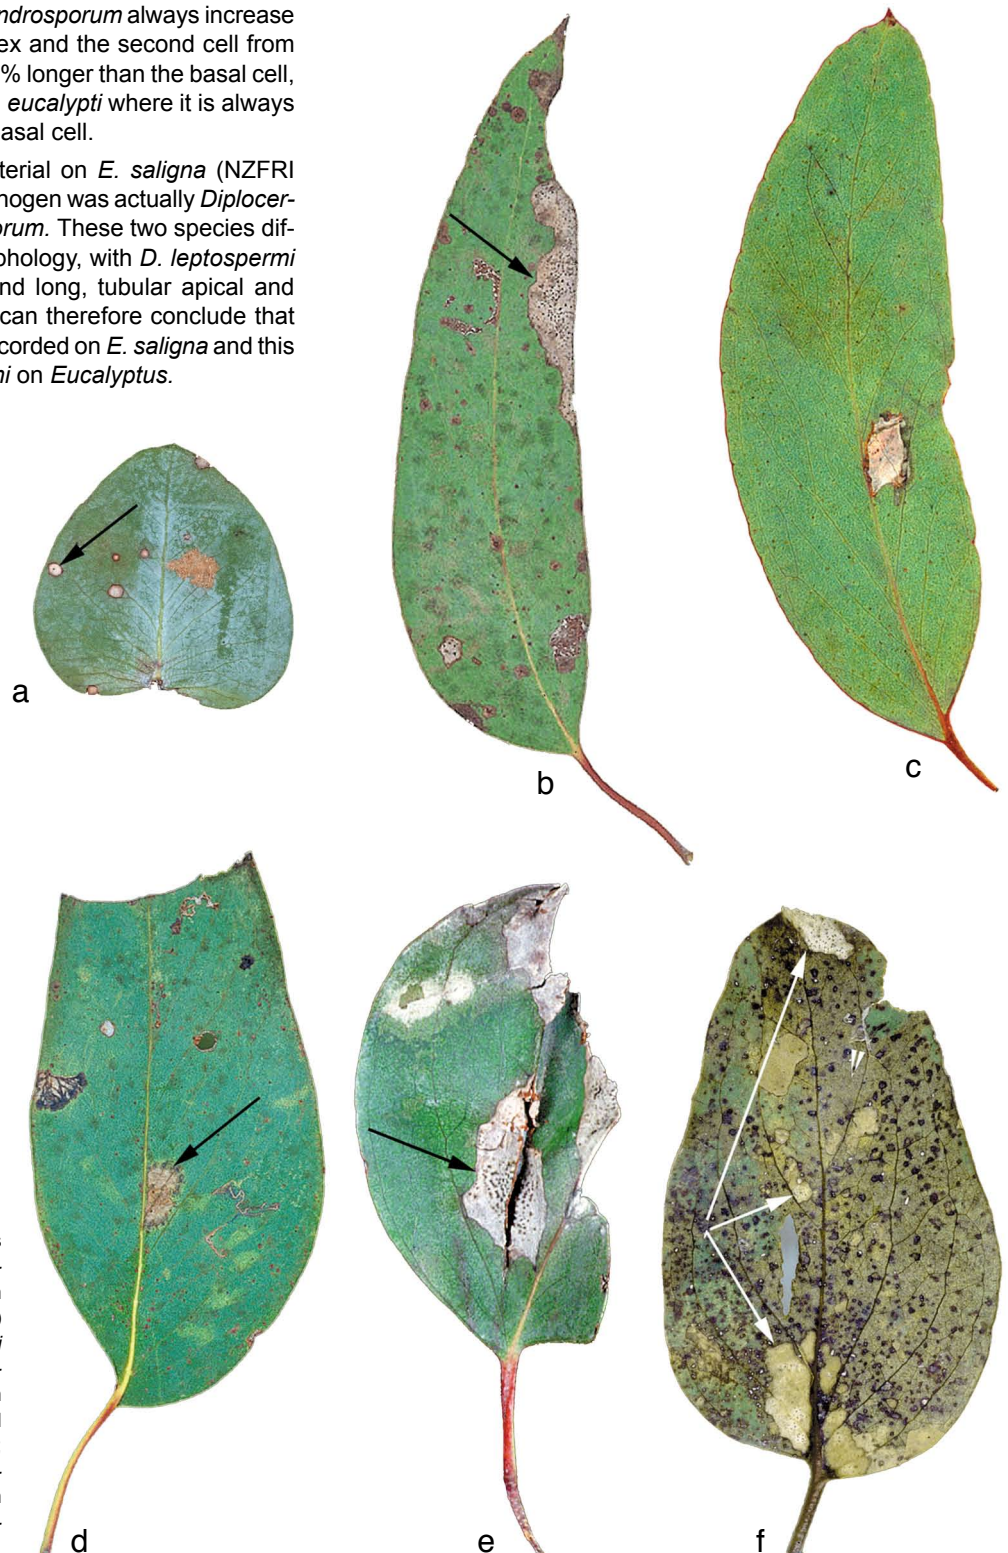 ndrosporum always increase
ex and the second cell from
% longer than the basal cell,
eucalypti where it is always
asal cell.
terial on E. saligna (NZFRI
hogen was actually Diplocer-
orum. These two species dif-
phology, with D. leptospermi
nd long, tubular apical and
can therefore conclude that
corded on E. saligna and this
ni on Eucalyptus.
a
b
c
d
e
f